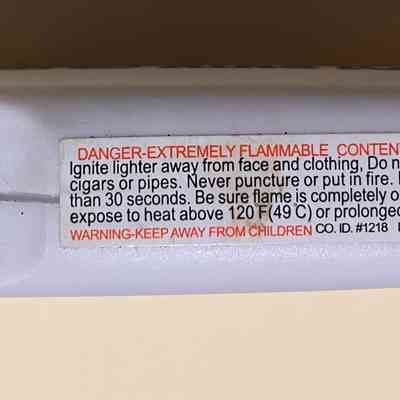 DANGER-EXTREMELY FLAMMABLE CONTEN
Ignite lighter away from face and clothing, Do n
cigars or pipes. Never puncture or put in fire.
than 30 seconds. Be sure flame is completely o
expose to heat above 120 F(49°C) or prolonge
WARNING-KEEP AWAY FROM CHILDREN CO. ID. #1218